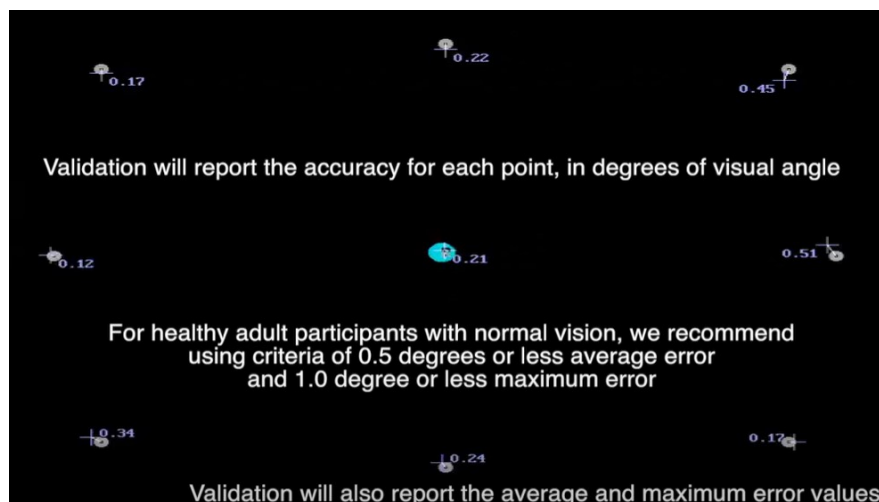 0.22
0.17
0.45
Validation will report the accuracy for each point, in degrees of visual angle
0.12
0.21
0.51
For healthy adult participants with normal vision, we recommend
using criteria of 0.5 degrees or less average error
and 1.0 degree or less maximum error
0.34
0.24
0.17
Validation will also report the average and maximum error values